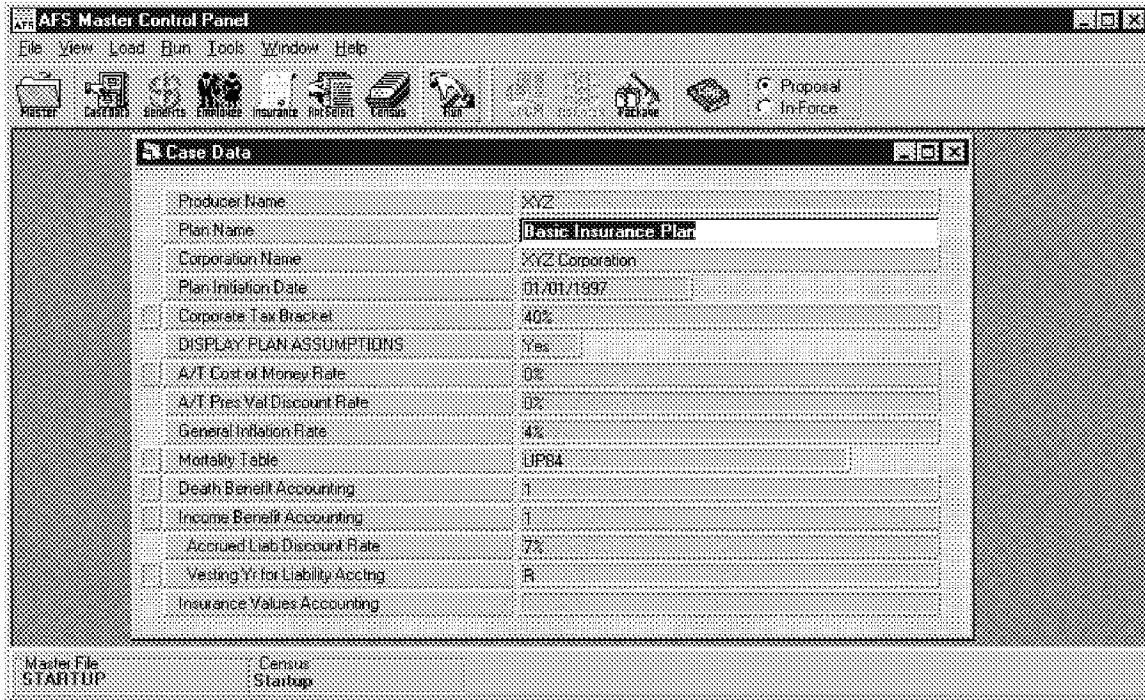 AFS Master Control Panel
File View Load Run Tools Window Help
Master Case Data Benefits Employee Insurance Rpt Select Census Run Package
Proposal
In-Force
Case Data
Producer Name XYZ
Plan Name Basic Insurance Plan
Corporation Name XYZ Corporation
Plan Initiation Date 01/01/1997
Corporate Tax Bracket 40%
DISPLAY PLAN ASSUMPTIONS Yes
A/T Cost of Money Rate 0%
A/T Pres Val Discount Rate 0%
General Inflation Rate 4%
Mortality Table UP84
Death Benefit Accounting 1
Income Benefit Accounting 1
Accrued Liab Discount Rate 7%
Vesting Yr for Liability Acctng R
Insurance Values Accounting
Master File Census
STARTUP Startup